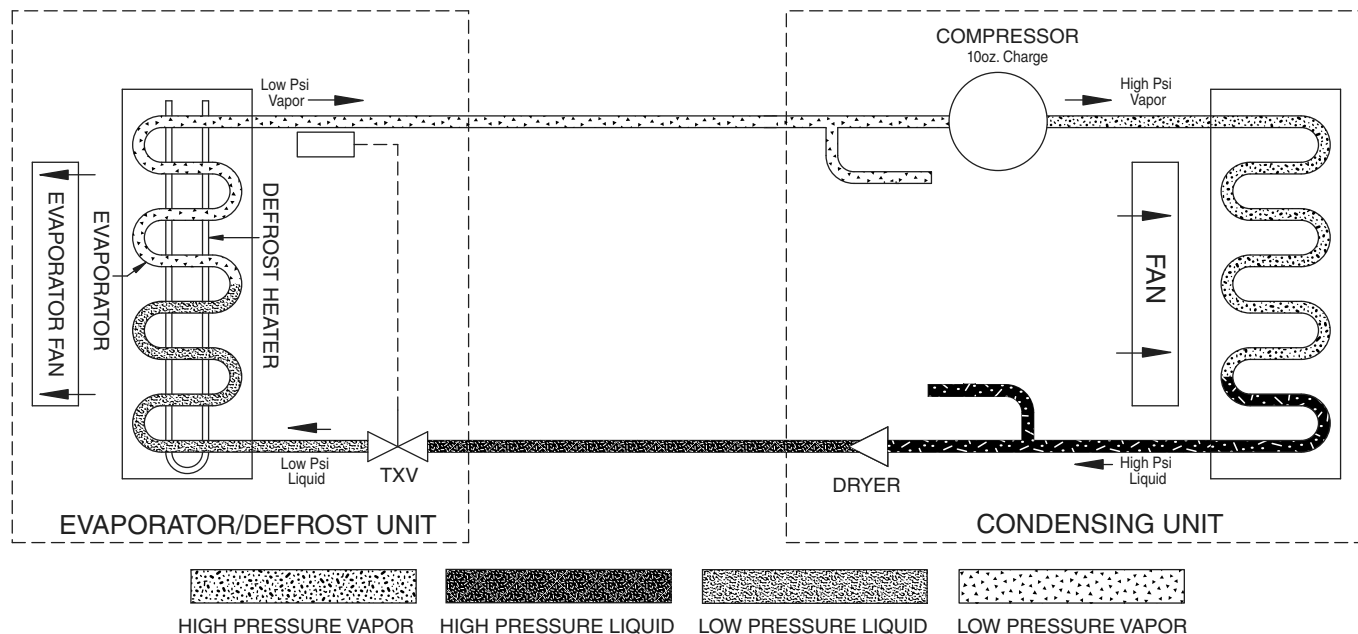 COMPRESSOR
10oz. Charge
Low Psi
Vapor
High Psi
Vapor
EVAPORATOR FAN
EVAPORATOR
DEFROST HEATER
FAN
Low Psi
Liquid
TXV
DRYER
High Psi
Liquid
EVAPORATOR/DEFROST UNIT
CONDENSING UNIT
HIGH PRESSURE VAPOR
HIGH PRESSURE LIQUID
LOW PRESSURE LIQUID
LOW PRESSURE VAPOR